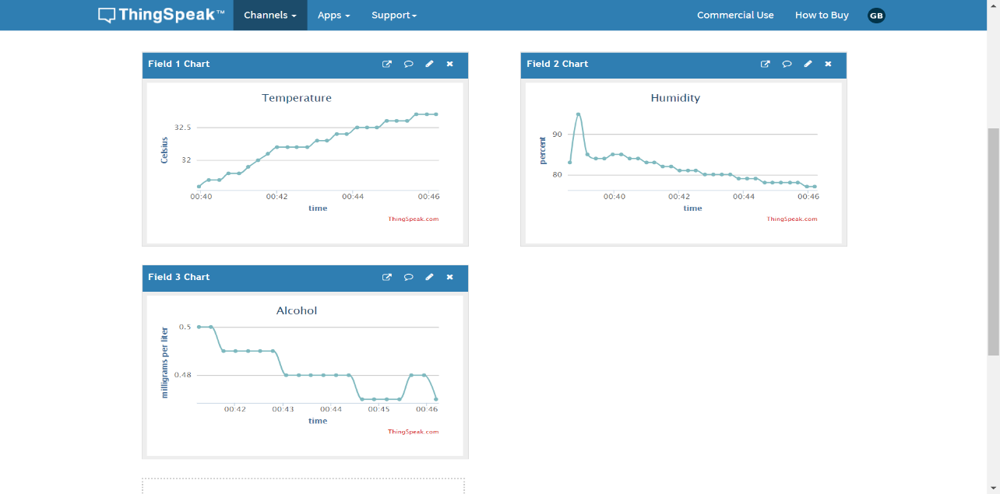 ThingSpeak™ Channels Apps Support Commercial Use How to Buy GB
Field 1 Chart
Temperature
Celsius
32.5
32
00:40 00:42 00:44 00:46
time
ThingSpeak.com
Field 2 Chart
Humidity
percent
90
80
00:40 00:42 00:44 00:46
time
ThingSpeak.com
Field 3 Chart
Alcohol
milligrams per liter
0.5
0.48
00:42 00:43 00:44 00:45 00:46
time
ThingSpeak.com